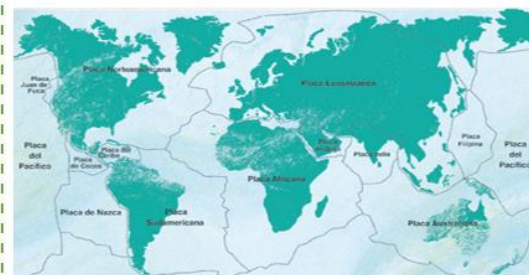 Placa Norteamericana
Placa Euroasiática
Placa
Juan de
Fuca
Placa
del
Pacífico
Placa del
Caribe
Placa
de Cocos
Placa
Placa India
Placa
Filipina
Placa
del
Pacífico
Placa Africana
Placa de Nazca
Placa
Sudamericana
Placa Australiana